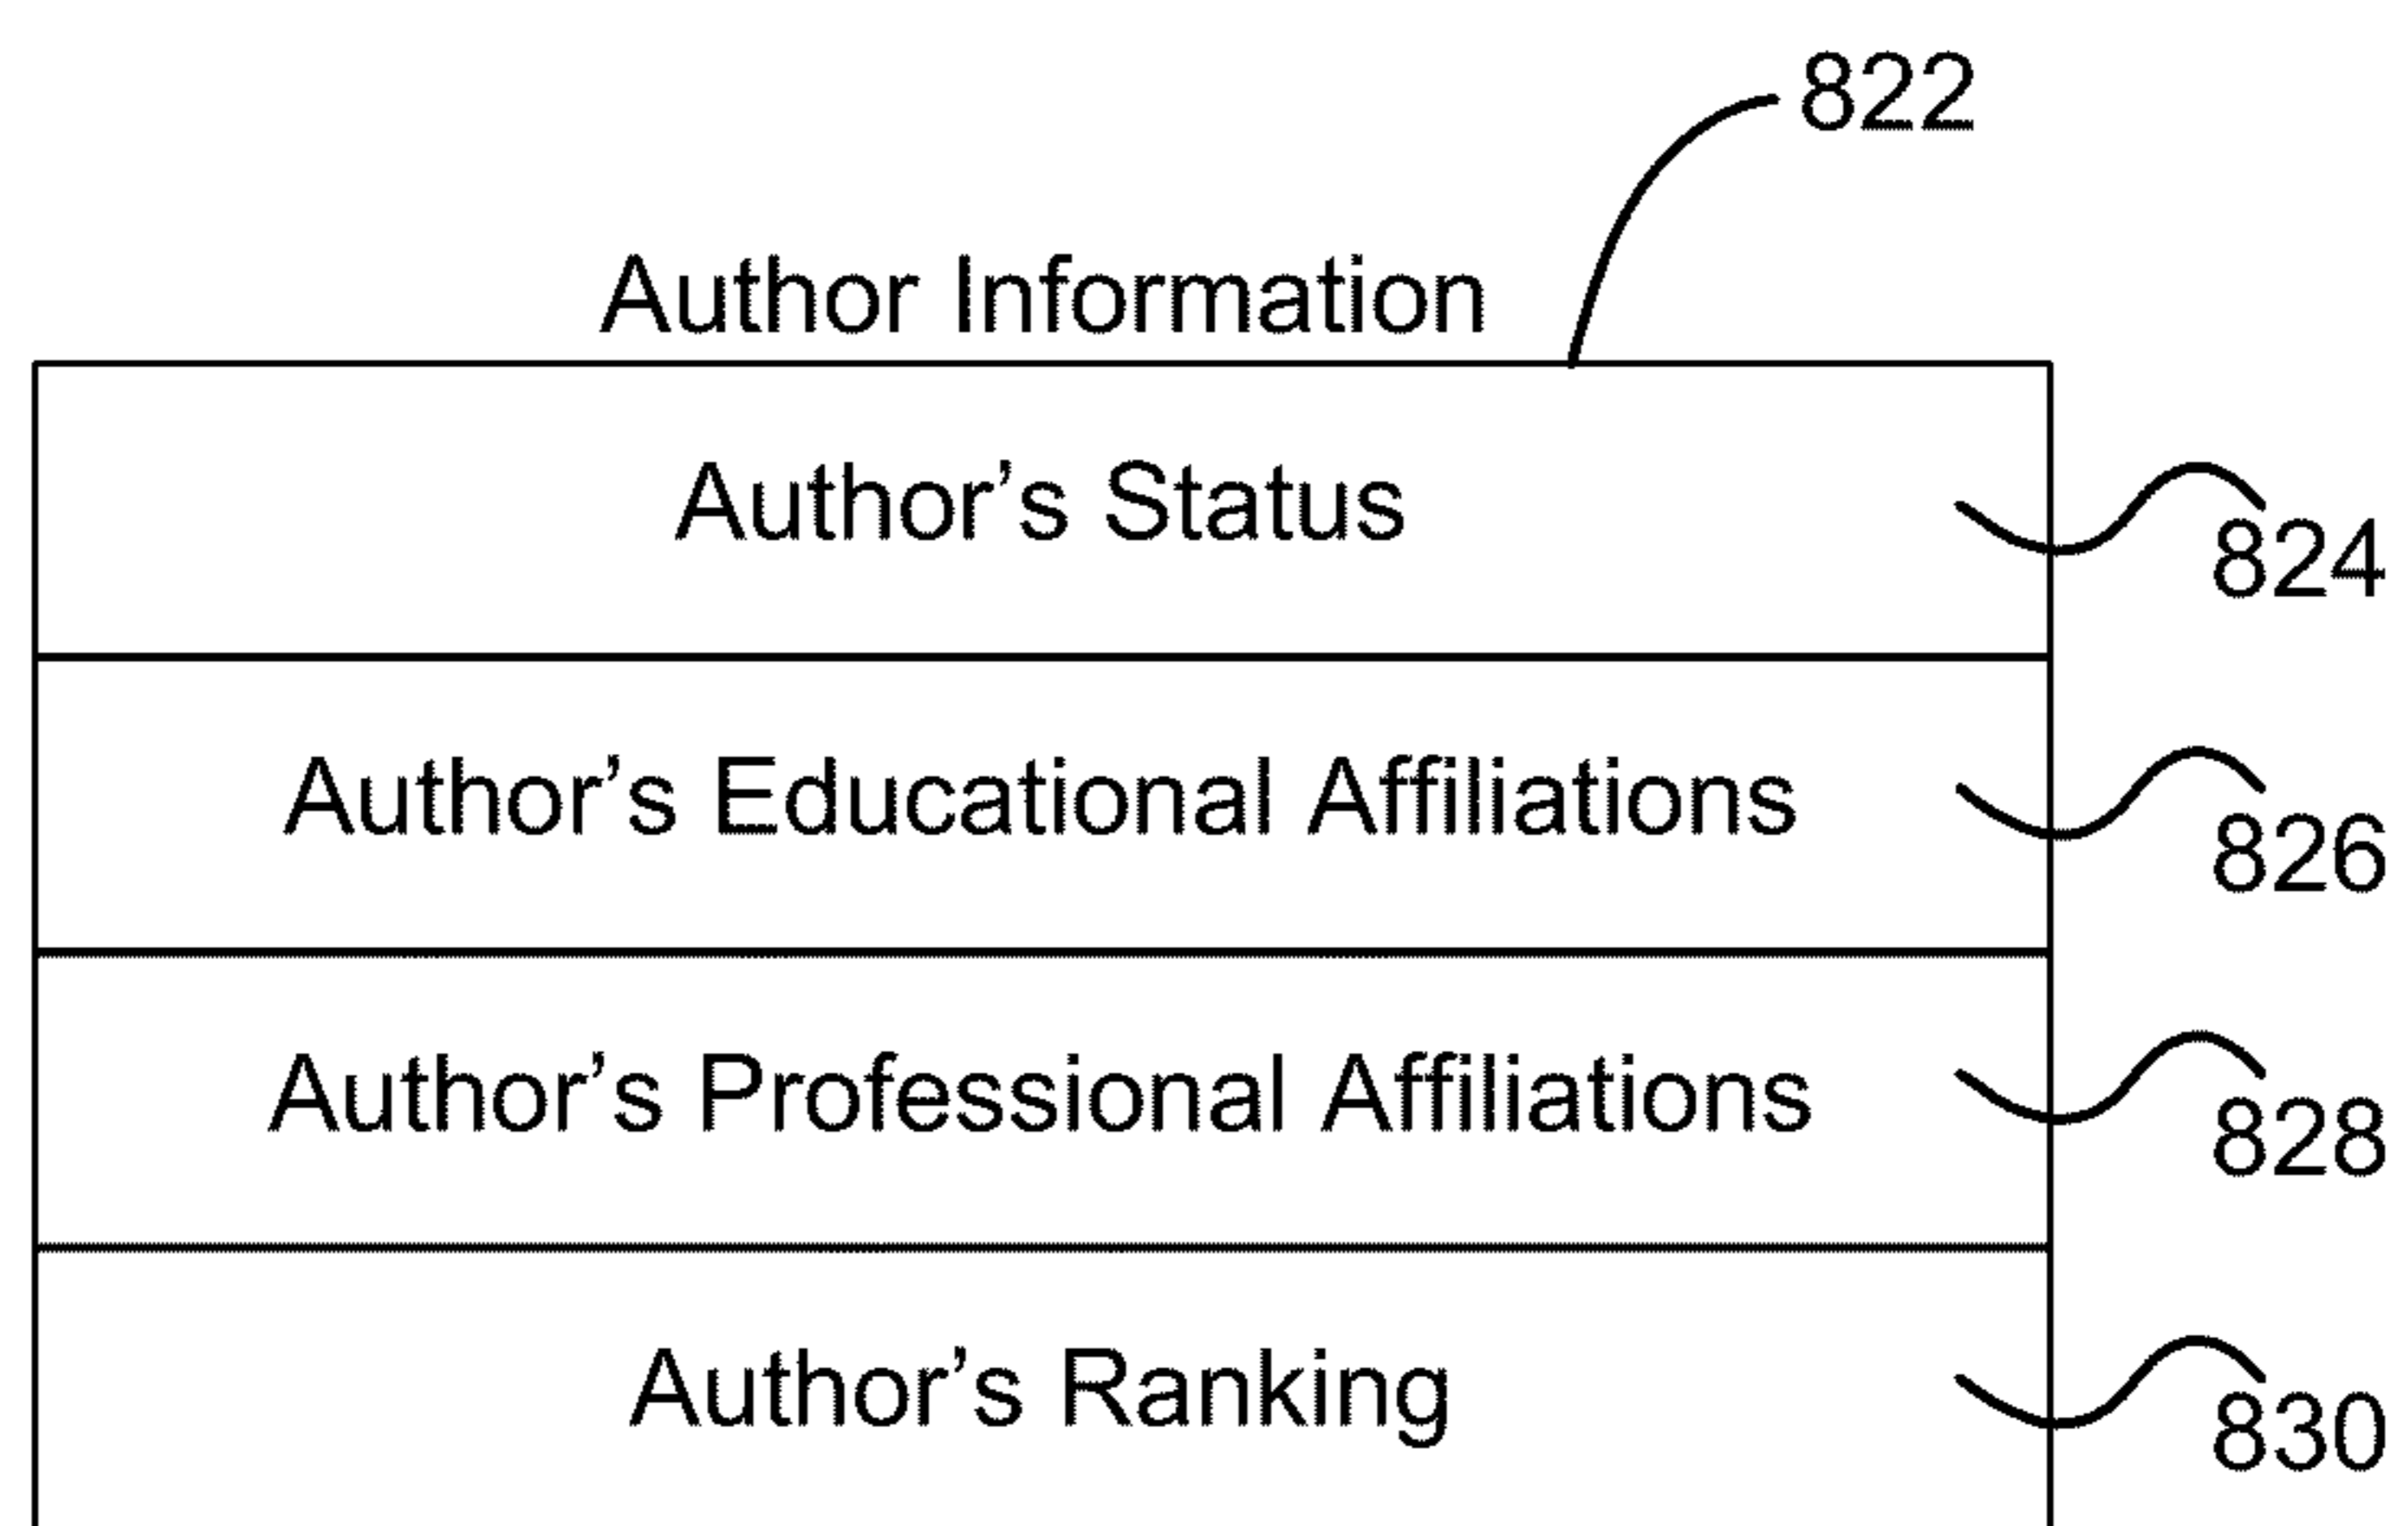 822
Author Information
Author’s Status
824
Author’s Educational Affiliations
826
Author’s Professional Affiliations
828
Author’s Ranking
830